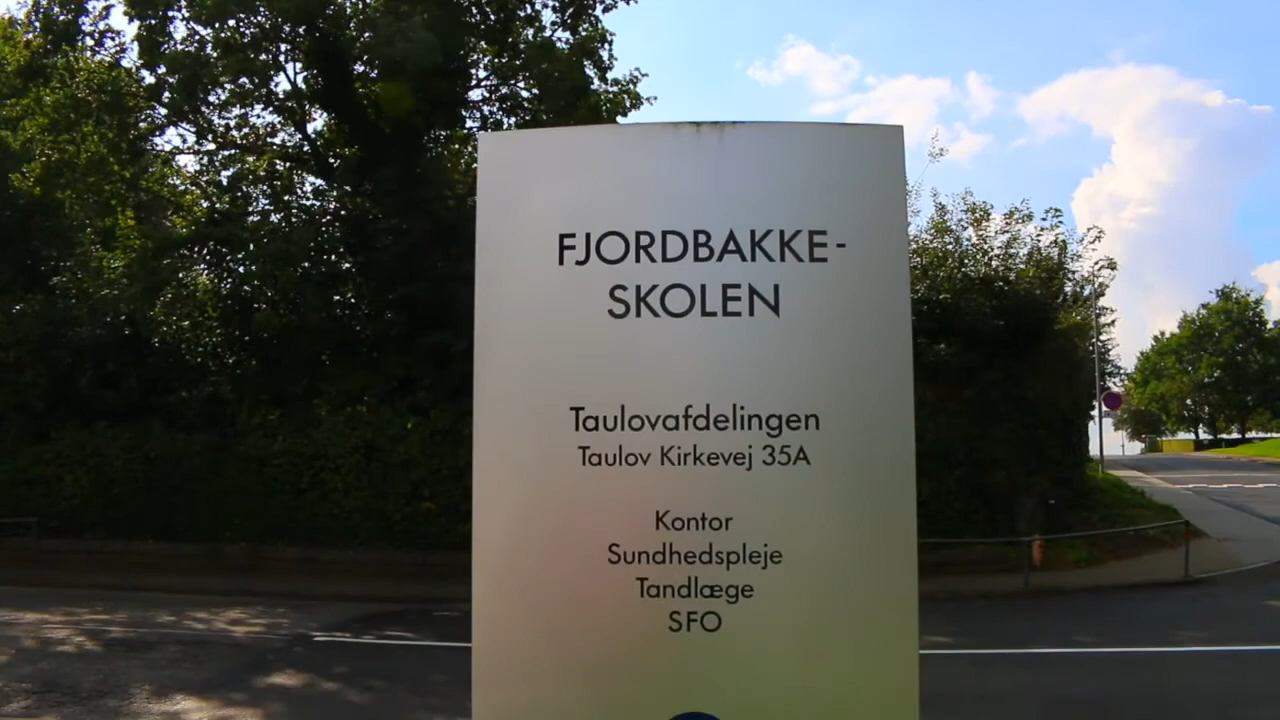 FJORDBAKKE-
SKOLEN
Taulovafdelingen
Taulov Kirkevej 35A
Kontor
Sundhedspleje
Tandlæge
SFO